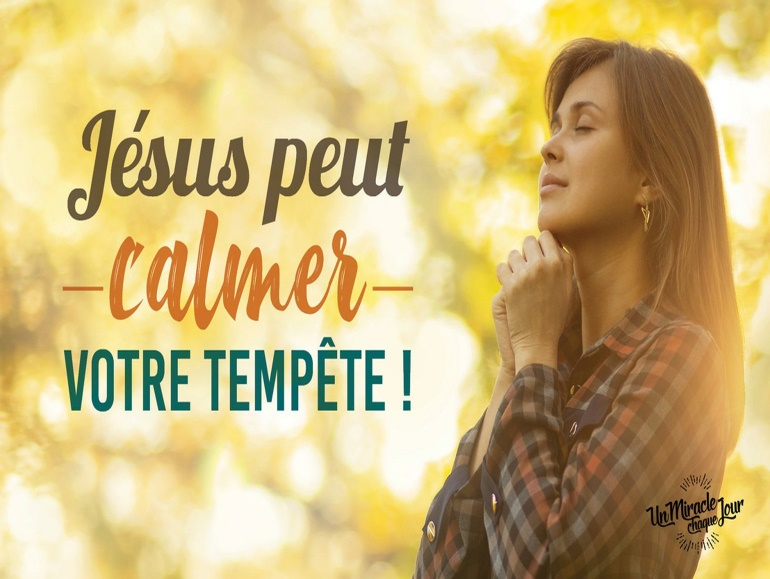 Jésus peut
calmer
VOTRE TEMPÊTE !
Un Miracle
chaque Jour